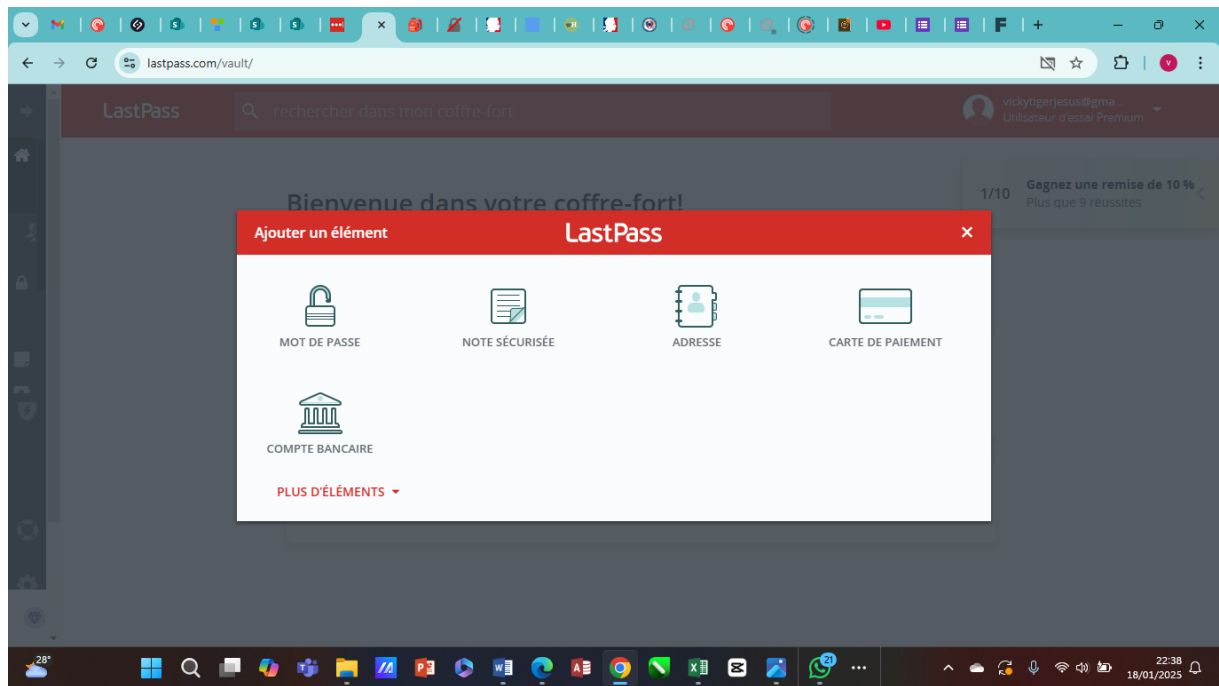 lastpass.com/vault/
LastPass
rechercher dans mon coffre-fort
vickytigerjesus@gma...
Utilisateur d'essai Premium
Bienvenue dans votre coffre-fort!
1/10
Gagnez une remise de 10 %
Plus que 9 réussites
Ajouter un élément
LastPass
MOT DE PASSE
NOTE SÉCURISÉE
ADRESSE
CARTE DE PAIEMENT
COMPTE BANCAIRE
PLUS D'ÉLÉMENTS
28°
21
22:38
18/01/2025